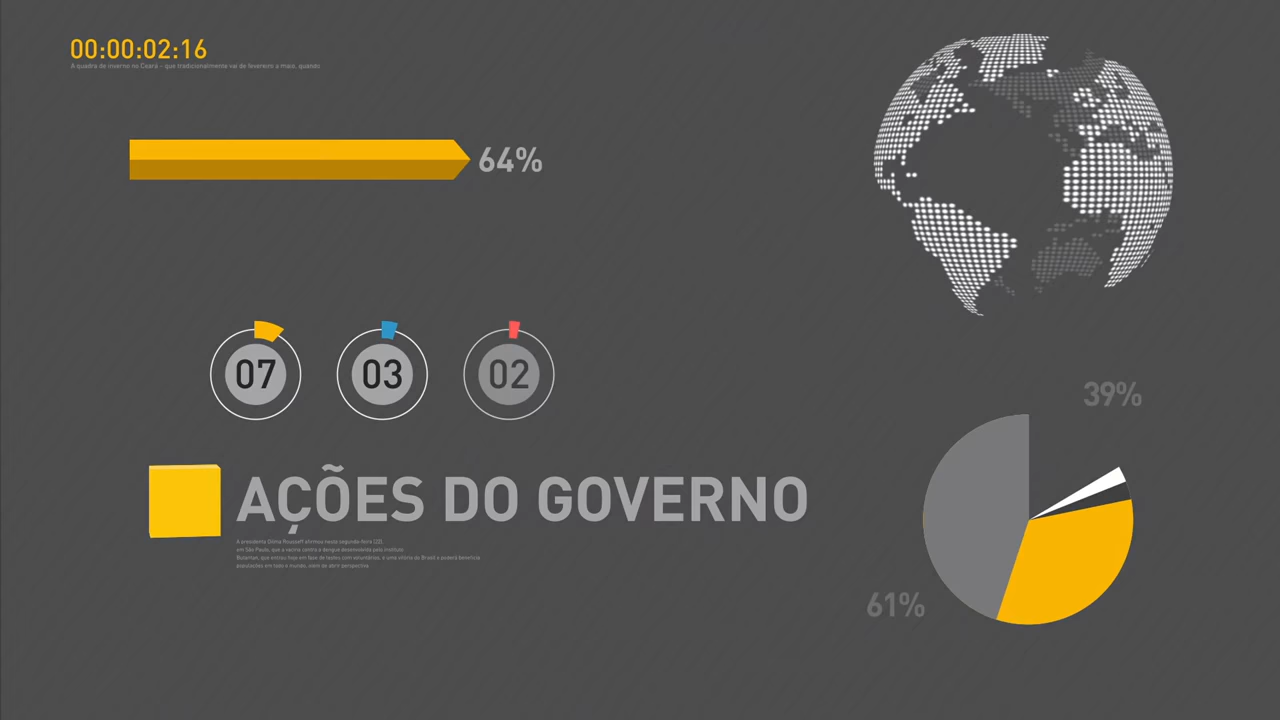 00:00:02:16
A quadra de inverno no Ceará – que tradicionalmente vai de fevereiro a maio, quando
64%
07 03 02
39%
AÇÕES DO GOVERNO
A presidenta Dilma Rousseff afirmou nessa segunda-feira (22),
em São Paulo, que a vacina contra a dengue desenvolvida pelo Instituto
Butantan, que entrou hoje em fase de testes com voluntários, é uma vitória do Brasil e poderá beneficiar
populações em todo o mundo, além de abrir perspectiva
61%